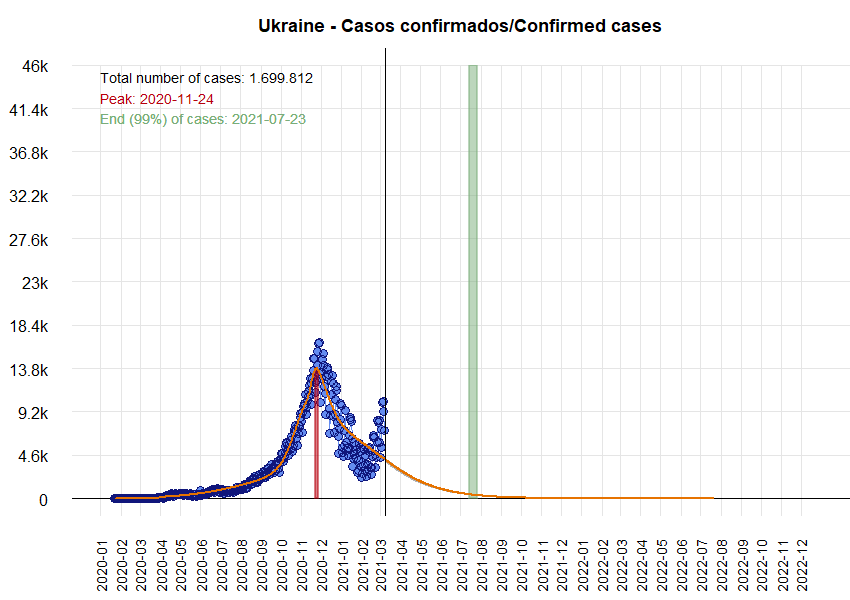 Ukraine - Casos confirmados/Confirmed cases
Total number of cases: 1.699.812
Peak: 2020-11-24
End (99%) of cases: 2021-07-23
46k
41.4k
36.8k
32.2k
27.6k
23k
18.4k
13.8k
9.2k
4.6k
0
2020-01
2020-02
2020-03
2020-04
2020-05
2020-06
2020-07
2020-08
2020-09
2020-10
2020-11
2020-12
2021-01
2021-02
2021-03
2021-04
2021-05
2021-06
2021-07
2021-08
2021-09
2021-10
2021-11
2021-12
2022-01
2022-02
2022-03
2022-04
2022-05
2022-06
2022-07
2022-08
2022-09
2022-10
2022-11
2022-12